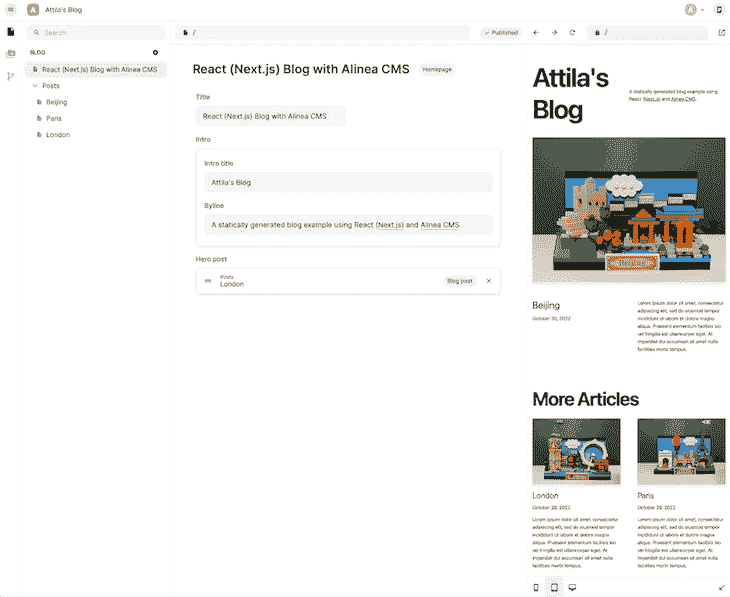 A Attila's Blog
Search
/
Published
/
BLOG
React (Next.js) Blog with Alinea CMS
Posts
Beijing
Paris
London
React (Next.js) Blog with Alinea CMS
Homepage
Title
React (Next.js) Blog with Alinea CMS
Intro
Intro title
Attila's Blog
Byline
A statically generated blog example using React (Next.js) and Alinea CMS.
Hero post
Posts
London
Blog post
Attila's
Blog
A statically generated blog example using
React (Next.js) and Alinea CMS.
Beijing
October 30, 2022
Lorem ipsum dolor sit amet, consectetur
adipiscing elit, sed do eiusmod tempor
incididunt ut labore et dolore magna
aliqua. Praesent elementum facilisis leo
vel fringilla est ullamcorper eget. At
imperdiet dui accumsan sit amet nulla
facilities morbi tempus.
More Articles
London
October 28, 2022
Lorem ipsum dolor sit amet, consectetur
adipiscing elit, sed do eiusmod tempor
incididunt ut labore et dolore magna
aliqua. Praesent elementum facilisis leo
vel fringilla est ullamcorper eget. At
imperdiet dui accumsan sit amet nulla
facilities morbi tempus.
Paris
October 29, 2022
Lorem ipsum dolor sit amet, consectetur
adipiscing elit, sed do eiusmod tempor
incididunt ut labore et dolore magna
aliqua. Praesent elementum facilisis leo
vel fringilla est ullamcorper eget. At
imperdiet dui accumsan sit amet nulla
facilities morbi tempus.